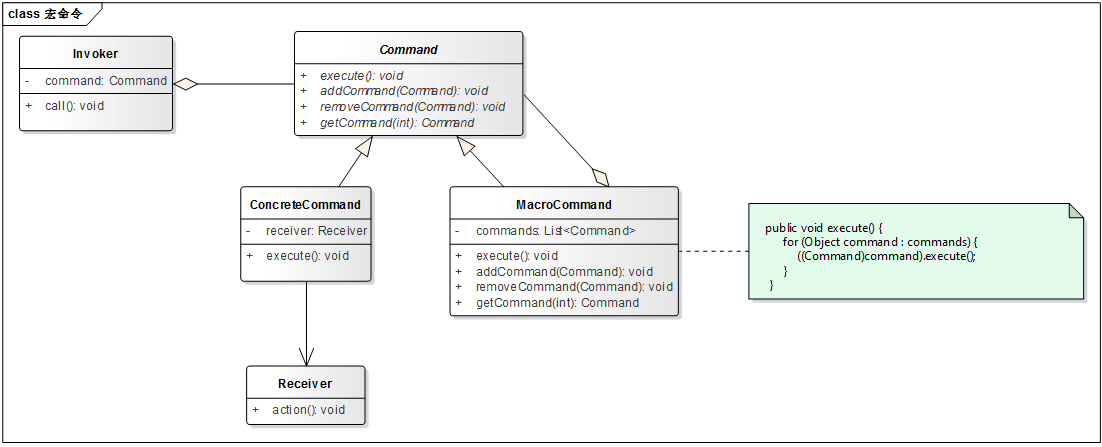 class 宏命令
Invoker
- command: Command
+ call(): void
Command
+ execute(): void
+ addCommand(Command): void
+ removeCommand(Command): void
+ getCommand(int): Command
ConcreteCommand
- receiver: Receiver
+ execute(): void
MacroCommand
- commands: List<Command>
+ execute(): void
+ addCommand(Command): void
+ removeCommand(Command): void
+ getCommand(int): Command
public void execute() {
for (Object command : commands) {
((Command)command).execute();
}
}
Receiver
+ action(): void